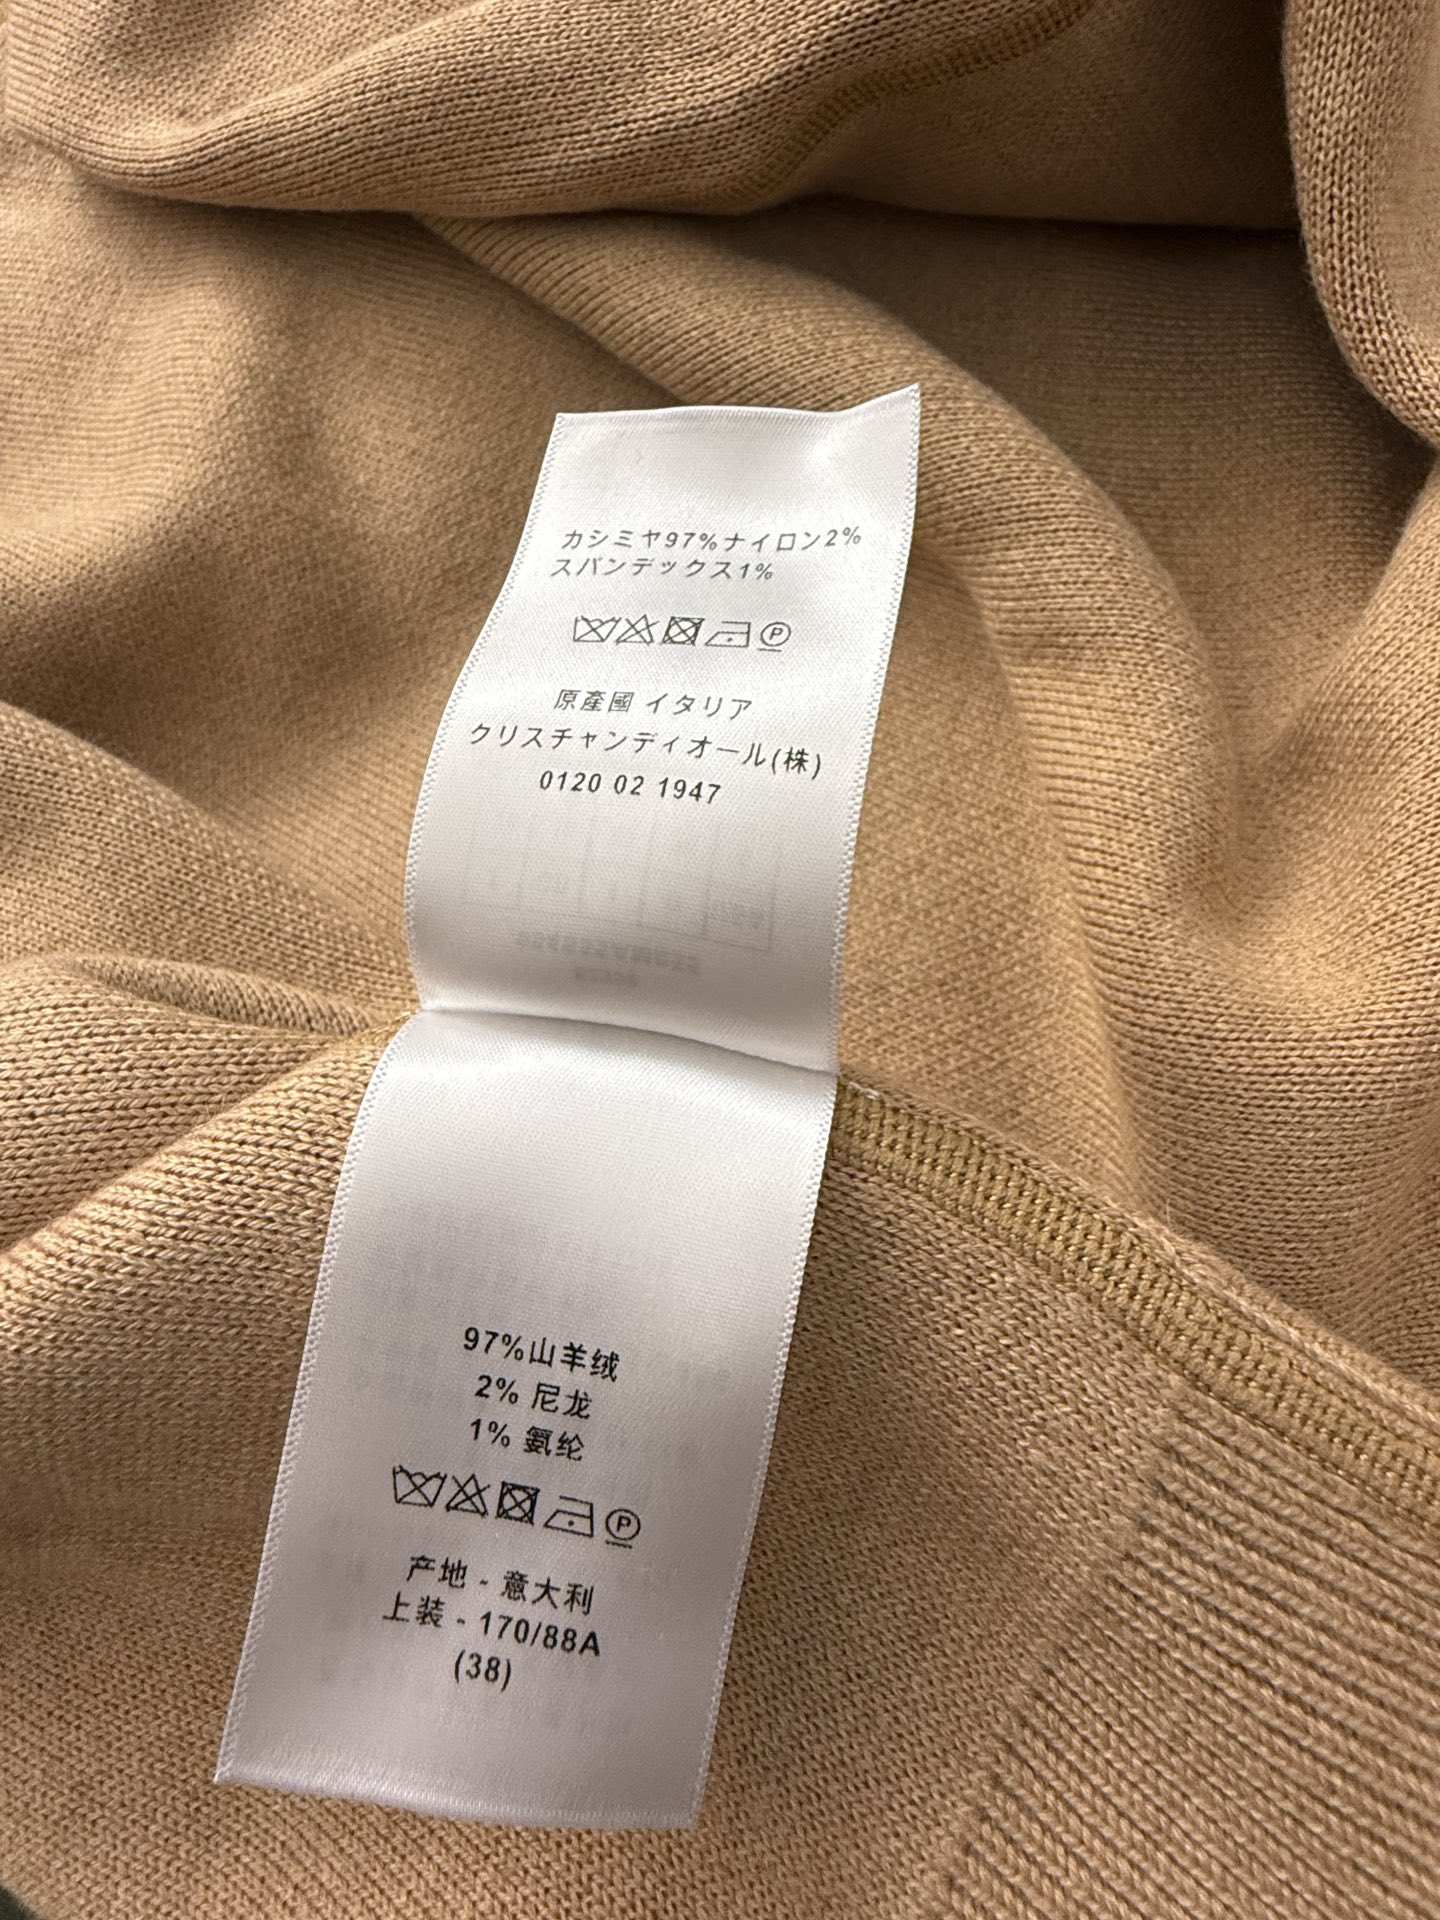 カシミヤ97%ナイロン2%
スパンデックス1%
P
原產國 イタリア
クリスチャンディオール(株)
0120 02 1947
97%山羊绒
2% 尼龙
1% 氨纶
P
产地 - 意大利
上装 - 170/88A
(38)